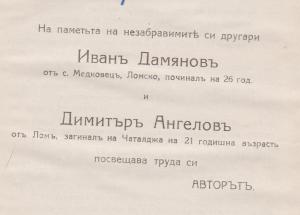 На паметьта на незабравимитѣ си другари
Иванъ Дамяновъ
отъ с. Медковецъ, Ломско, починалъ на 26 год.
и
Димитъръ Ангеловъ
отъ Ломъ, загиналъ на Чаталджа на 21 годишна възрасть
посвещава труда си
АВТОРЪТЪ.